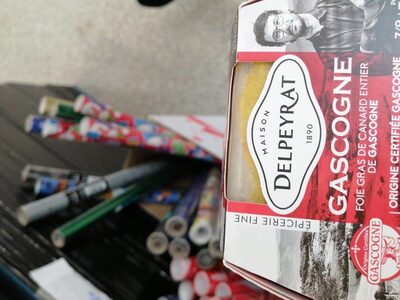 MAISON
DELPEYRAT
1890
ÉPICERIE FINE
GASCOGNE
FOIE GRAS DE CANARD ENTIER
DE GASCOGNE
ORIGINE CERTIFIÉE GASCOGNE
GASCOGNE